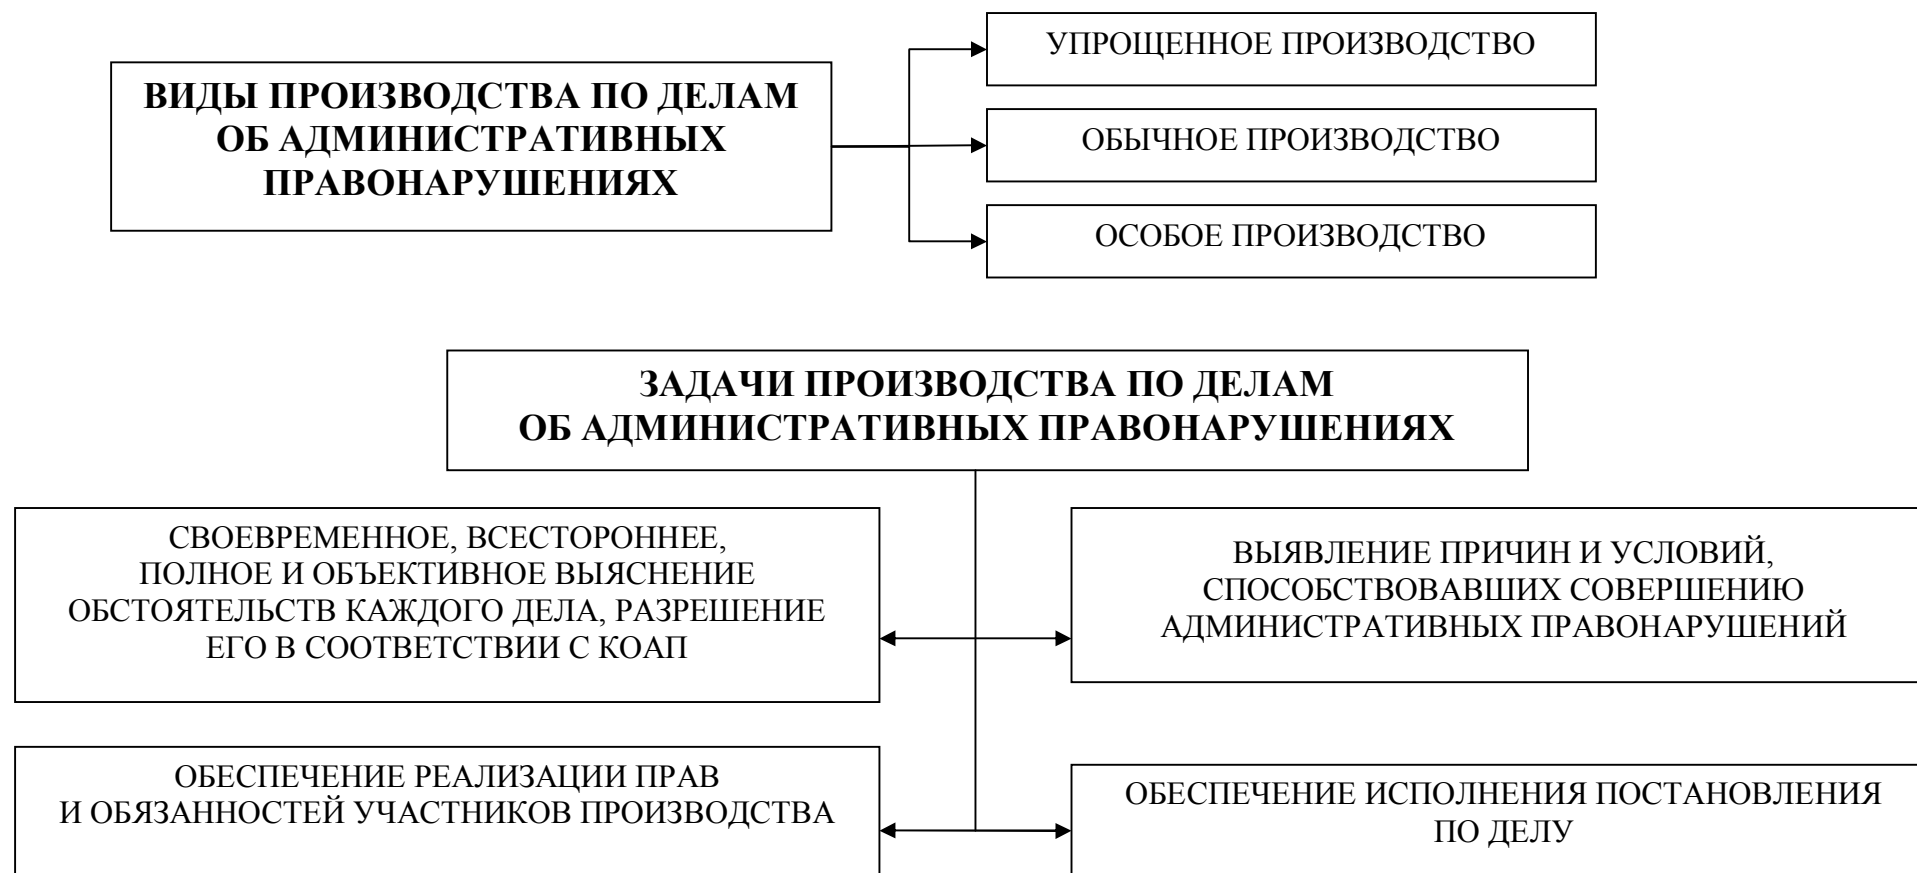 ВИДЫ ПРОИЗВОДСТВА ПО ДЕЛАМ
ОБ АДМИНИСТРАТИВНЫХ
ПРАВОНАРУШЕНИЯХ
УПРОЩЕННОЕ ПРОИЗВОДСТВО
ОБЫЧНОЕ ПРОИЗВОДСТВО
ОСОБОЕ ПРОИЗВОДСТВО
ЗАДАЧИ ПРОИЗВОДСТВА ПО ДЕЛАМ
ОБ АДМИНИСТРАТИВНЫХ ПРАВОНАРУШЕНИЯХ
СВОЕВРЕМЕННОЕ, ВСЕСТОРОННЕЕ,
ПОЛНОЕ И ОБЪЕКТИВНОЕ ВЫЯСНЕНИЕ
ОБСТОЯТЕЛЬСТВ КАЖДОГО ДЕЛА, РАЗРЕШЕНИЕ
ЕГО В СООТВЕТСТВИИ С КОАП
ВЫЯВЛЕНИЕ ПРИЧИН И УСЛОВИЙ,
СПОСОБСТВОВАВШИХ СОВЕРШЕНИЮ
АДМИНИСТРАТИВНЫХ ПРАВОНАРУШЕНИЙ
ОБЕСПЕЧЕНИЕ РЕАЛИЗАЦИИ ПРАВ
И ОБЯЗАННОСТЕЙ УЧАСТНИКОВ ПРОИЗВОДСТВА
ОБЕСПЕЧЕНИЕ ИСПОЛНЕНИЯ ПОСТАНОВЛЕНИЯ
ПО ДЕЛУ